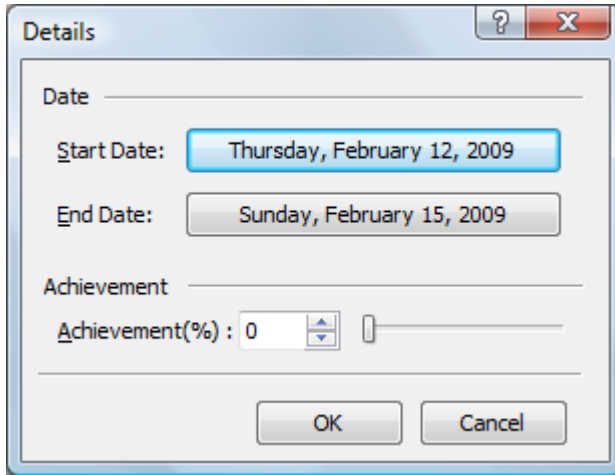 Details
?
Date
Start Date: Thursday, February 12, 2009
End Date: Sunday, February 15, 2009
Achievement
Achievement(%) : 0
OK Cancel